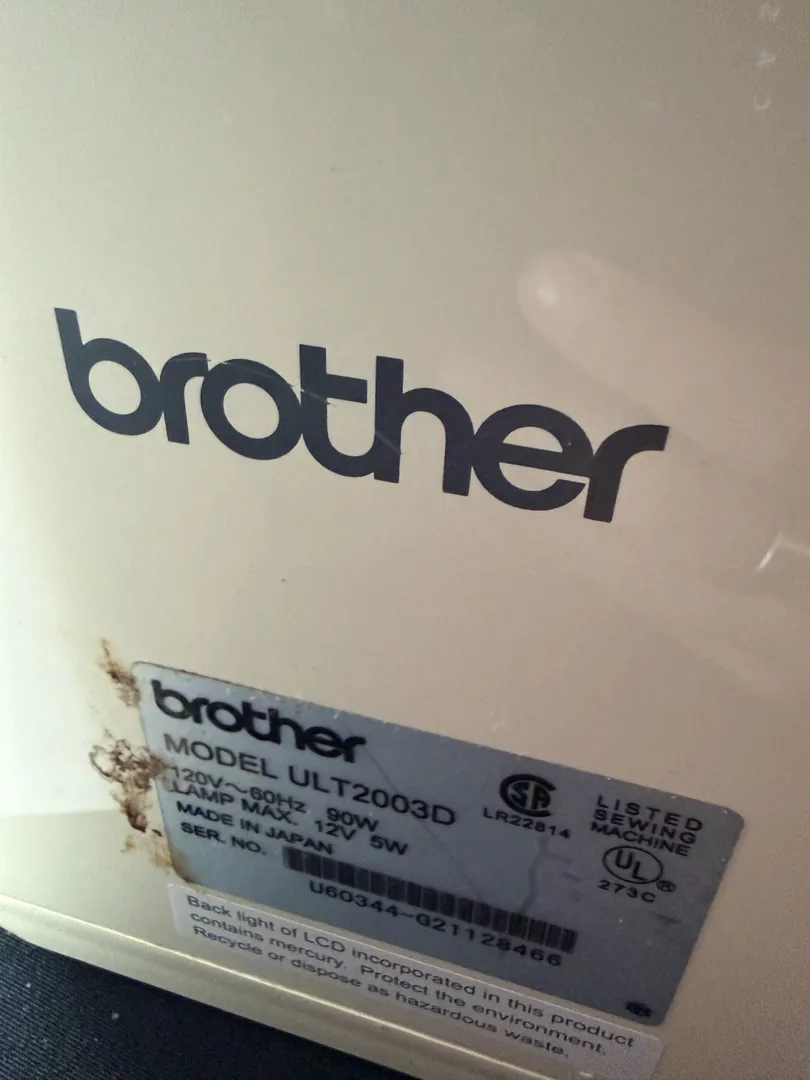 brother
brother
MODEL ULT2003D
120V~60Hz 90W
LAMP MAX. 12V 5W
MADE IN JAPAN
SER. NO.
U60344-G21128466
LR22814
LISTED
SEWING
MACHINE
UL ®
273C
Back light of LCD incorporated in this product
contains mercury. Protect the environment.
Recycle or dispose as hazardous waste.